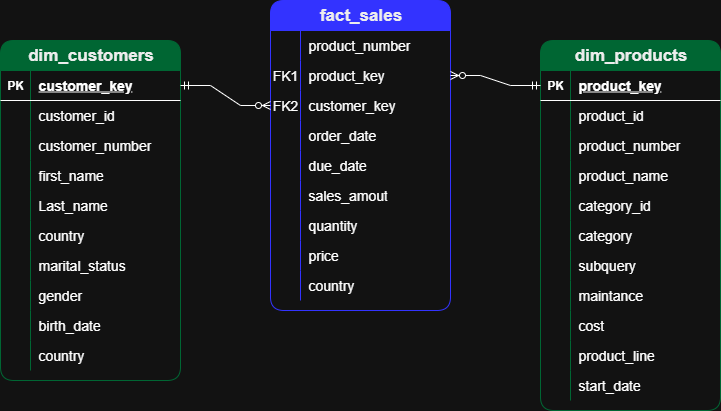 dim_customers
PK customer_key
customer_id
customer_number
first_name
Last_name
country
marital_status
gender
birth_date
country
fact_sales
product_number
FK1 product_key
FK2 customer_key
order_date
due_date
sales_amout
quantity
price
country
dim_products
PK product_key
product_id
product_number
product_name
category_id
category
subquery
maintance
cost
product_line
start_date